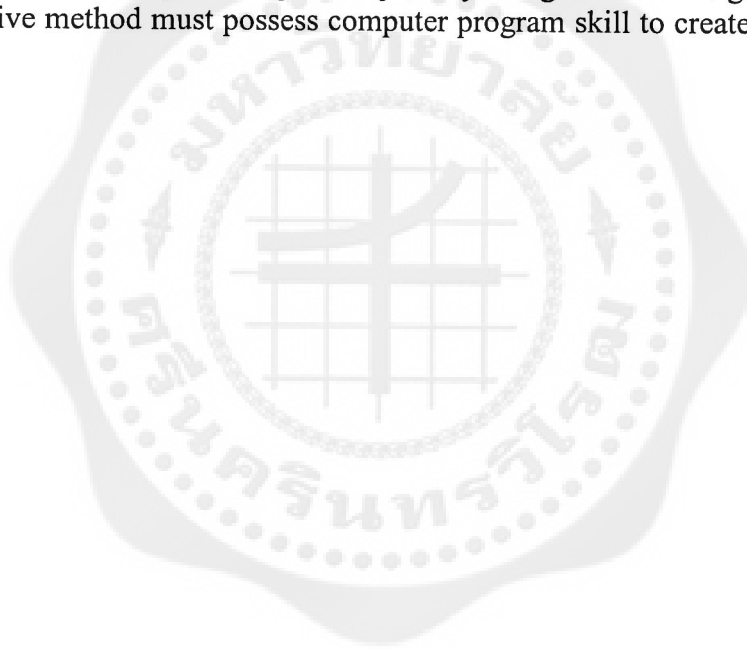 ive method must possess computer program skill to create
มหาวิทยาลัย
ศรีนครินทรวิโรฒ